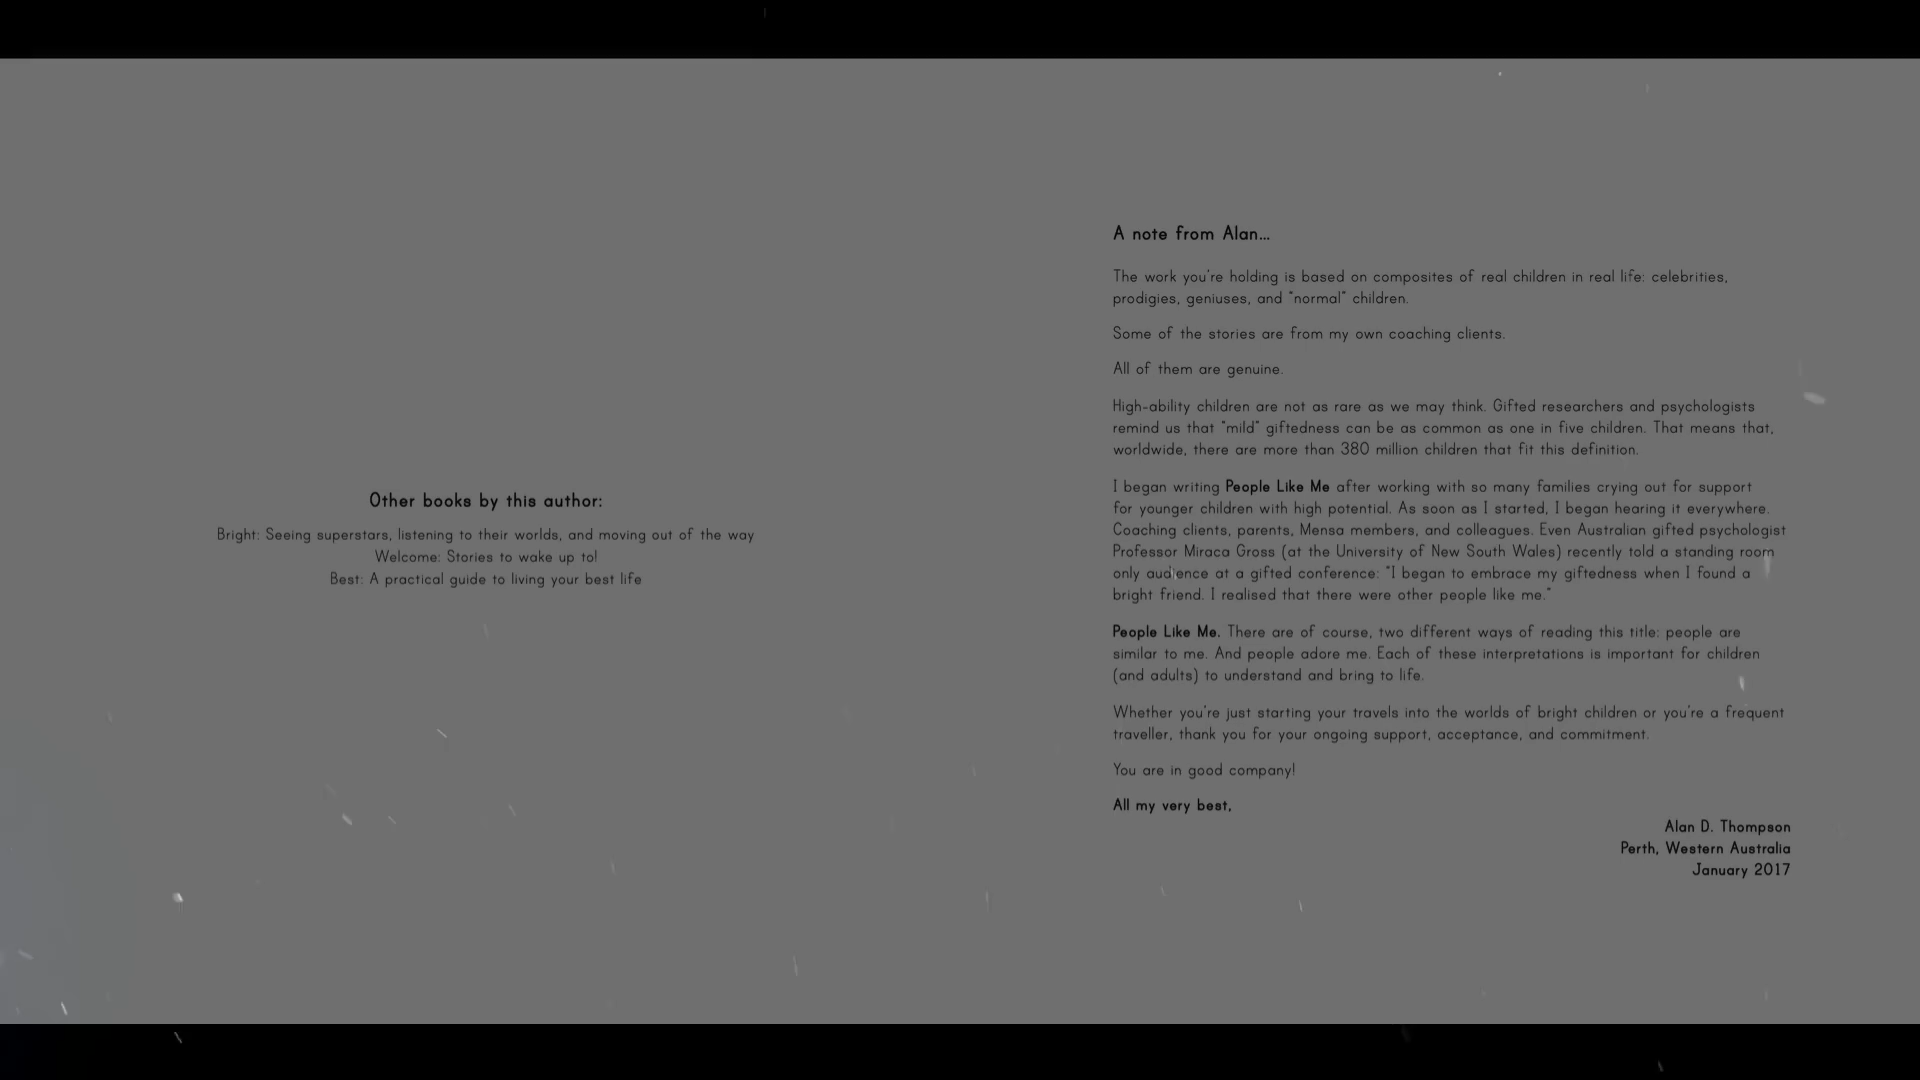 Other books by this author:
Bright: Seeing superstars, listening to their worlds, and moving out of the way
Welcome: Stories to wake up to!
Best: A practical guide to living your best life
A note from Alan...
The work you're holding is based on composites of real children in real life: celebrities,
prodigies, geniuses, and "normal" children.
Some of the stories are from my own coaching clients.
All of them are genuine.
High-ability children are not as rare as we may think. Gifted researchers and psychologists
remind us that "mild" giftedness can be as common as one in five children. That means that,
worldwide, there are more than 380 million children that fit this definition.
I began writing People Like Me after working with so many families crying out for support
for younger children with high potential. As soon as I started, I began hearing it everywhere.
Coaching clients, parents, Mensa members, and colleagues. Even Australian gifted psychologist
Professor Miraca Gross (at the University of New South Wales) recently told a standing room
only audience at a gifted conference: "I began to embrace my giftedness when I found a
bright friend. I realised that there were other people like me."
People Like Me. There are of course, two different ways of reading this title: people are
similar to me. And people adore me. Each of these interpretations is important for children
(and adults) to understand and bring to life.
Whether you're just starting your travels into the worlds of bright children or you're a frequent
traveller, thank you for your ongoing support, acceptance, and commitment.
You are in good company!
All my very best,
Alan D. Thompson
Perth, Western Australia
January 2017